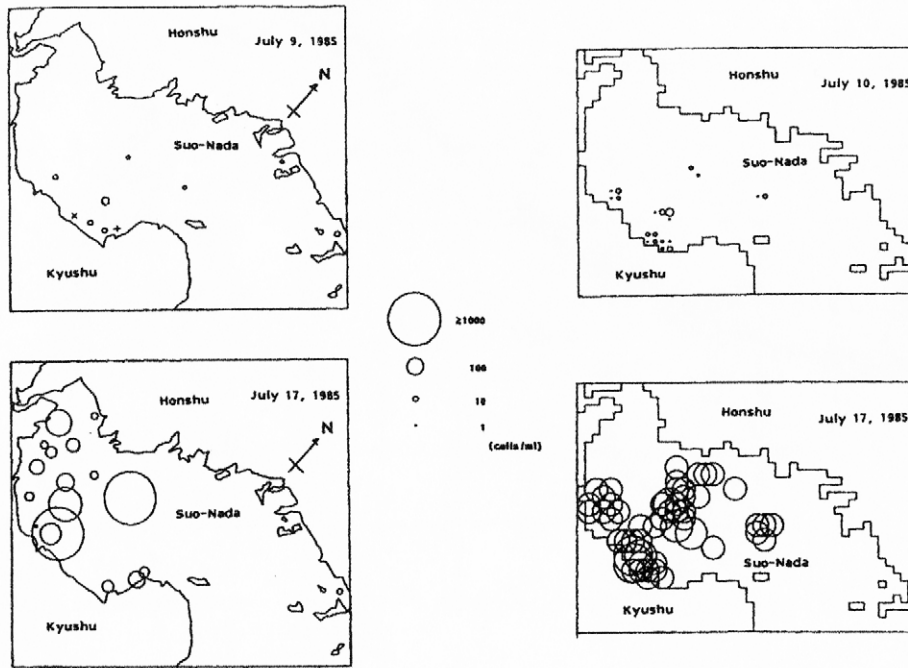 Honshu
July 9, 1985
N
Suo-Nada
Kyushu
Honshu
July 10, 1985
Suo-Nada
Kyushu
≥1000
100
10
1
(cells/ml)
Honshu
July 17, 1985
N
Suo-Nada
Kyushu
Honshu
July 17, 1985
Suo-Nada
Kyushu